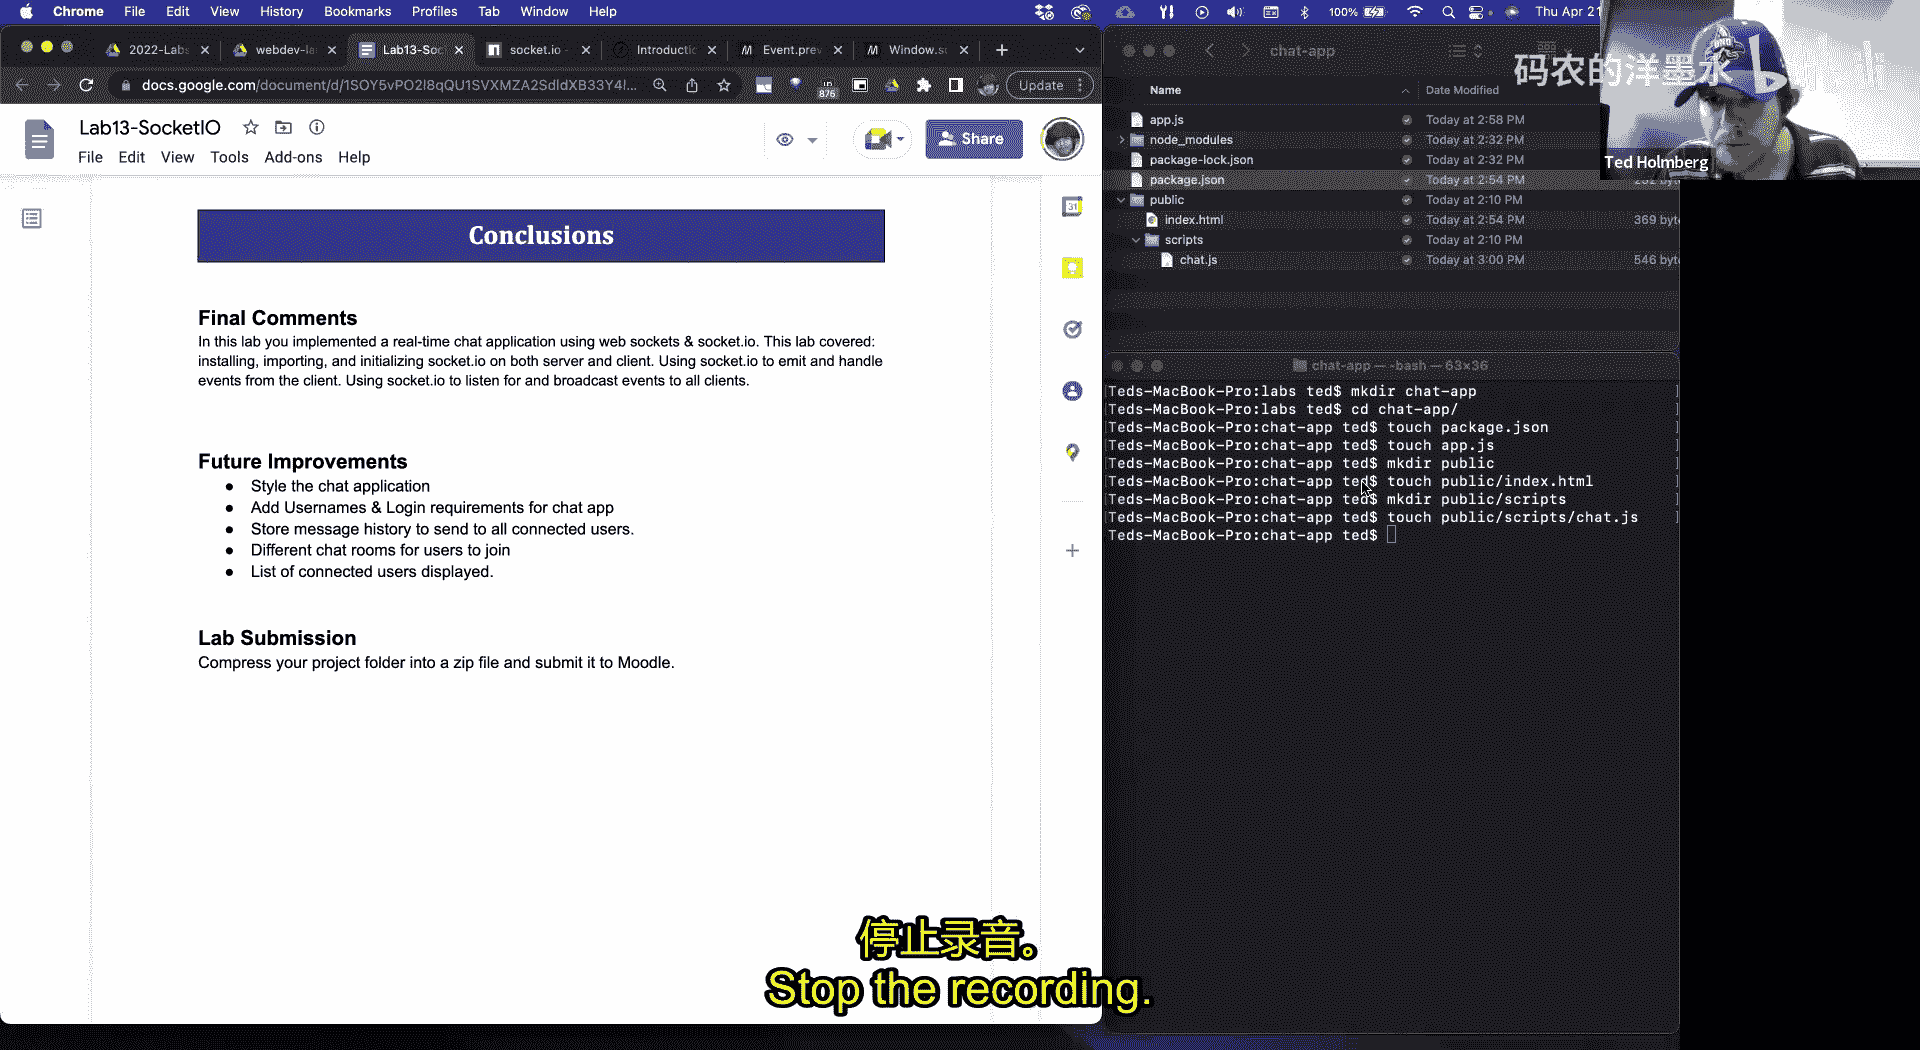 Chrome File Edit View History Bookmarks Profiles Tab Window Help
100% Thu Apr 21
2022-Labs
webdev-la
Lab13-Soc
socket.io -
Introductio
Event.prev
Window.s
docs.google.com/document/d/1SOY5vPO2l8qQU1SVXMZA2SdldXB33Y4l...
876
Update
Lab13-SocketIO
File Edit View Tools Add-ons Help
Share
31
Conclusions
Final Comments
In this lab you implemented a real-time chat application using web sockets & socket.io. This lab covered:
installing, importing, and initializing socket.io on both server and client. Using socket.io to emit and handle
events from the client. Using socket.io to listen for and broadcast events to all clients.
Future Improvements
● Style the chat application
● Add Usernames & Login requirements for chat app
● Store message history to send to all connected users.
● Different chat rooms for users to join
● List of connected users displayed.
Lab Submission
Compress your project folder into a zip file and submit it to Moodle.
chat-app
Name Date Modified
app.js Today at 2:58 PM
node_modules Today at 2:32 PM
package-lock.json Today at 2:32 PM
package.json Today at 2:54 PM
public Today at 2:10 PM
index.html Today at 2:54 PM 369 byt
scripts Today at 2:10 PM
chat.js Today at 3:00 PM 546 byt
码农的洋墨水
Ted Holmberg
chat-app — -bash — 63×36
Teds-MacBook-Pro:labs ted$ mkdir chat-app
Teds-MacBook-Pro:labs ted$ cd chat-app/
Teds-MacBook-Pro:chat-app ted$ touch package.json
Teds-MacBook-Pro:chat-app ted$ touch app.js
Teds-MacBook-Pro:chat-app ted$ mkdir public
Teds-MacBook-Pro:chat-app ted$ touch public/index.html
Teds-MacBook-Pro:chat-app ted$ mkdir public/scripts
Teds-MacBook-Pro:chat-app ted$ touch public/scripts/chat.js
Teds-MacBook-Pro:chat-app ted$
停止录音。
Stop the recording.